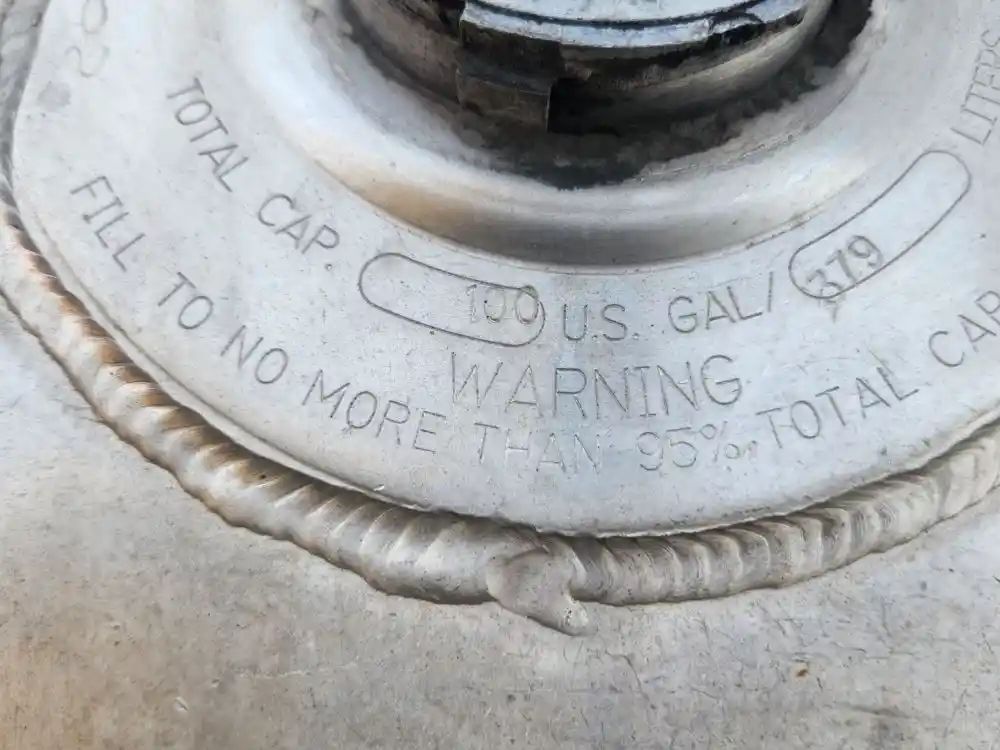 TOTAL CAP. 100 U.S. GAL/ 379 LITERS
WARNING
FILL TO NO MORE THAN 95% TOTAL CAP